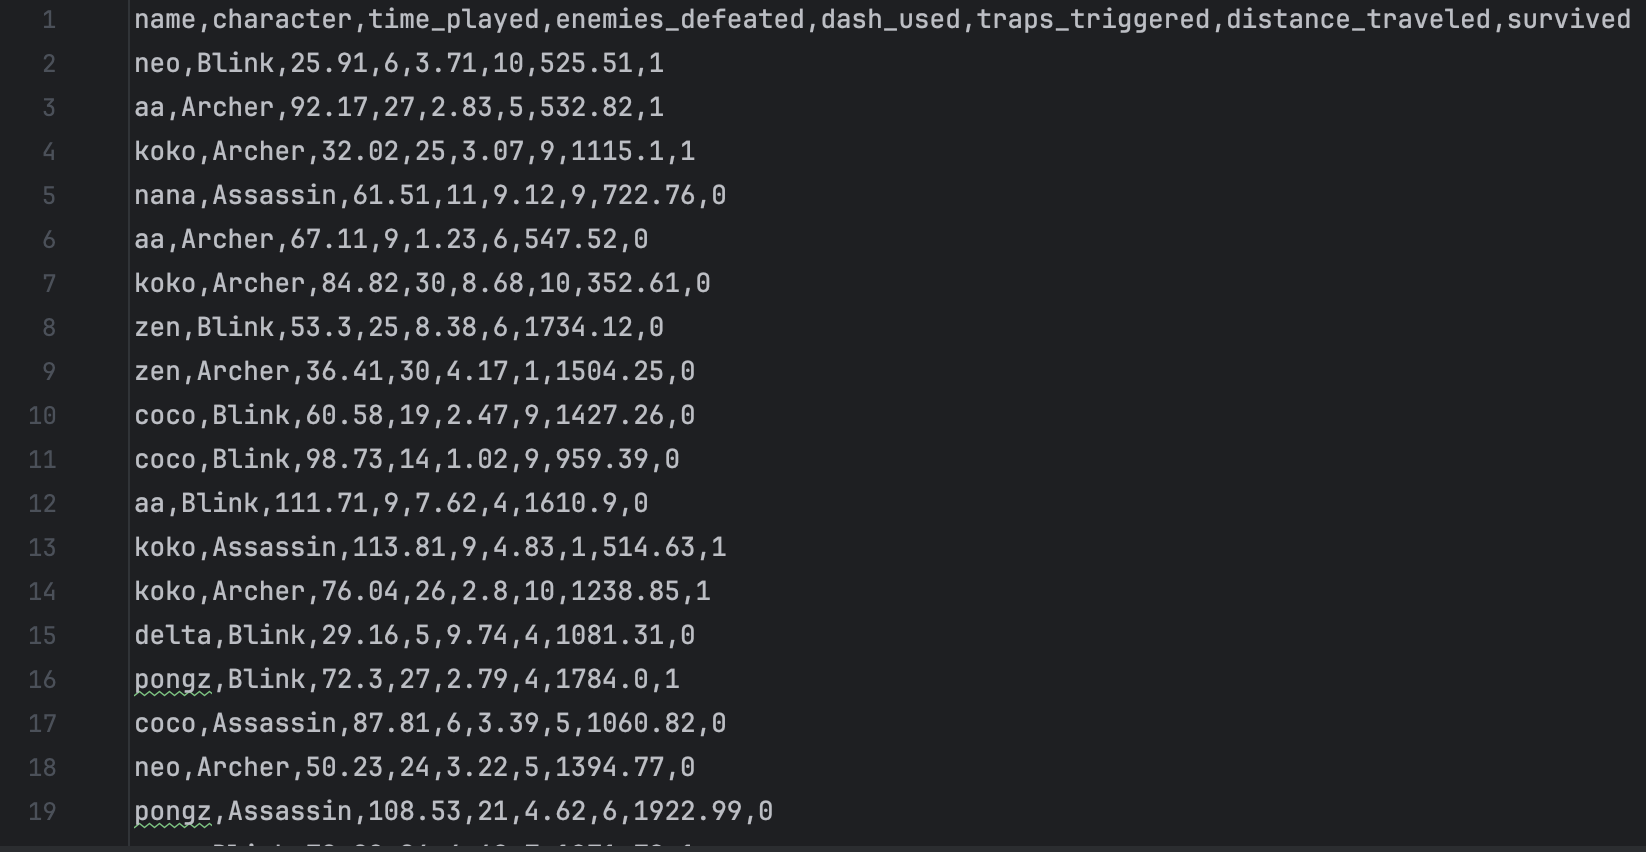 1 name,character,time_played,enemies_defeated,dash_used,traps_triggered,distance_traveled,survived
2 neo,Blink,25.91,6,3.71,10,525.51,1
3 aa,Archer,92.17,27,2.83,5,532.82,1
4 koko,Archer,32.02,25,3.07,9,1115.1,1
5 nana,Assassin,61.51,11,9.12,9,722.76,0
6 aa,Archer,67.11,9,1.23,6,547.52,0
7 koko,Archer,84.82,30,8.68,10,352.61,0
8 zen,Blink,53.3,25,8.38,6,1734.12,0
9 zen,Archer,36.41,30,4.17,1,1504.25,0
10 coco,Blink,60.58,19,2.47,9,1427.26,0
11 coco,Blink,98.73,14,1.02,9,959.39,0
12 aa,Blink,111.71,9,7.62,4,1610.9,0
13 koko,Assassin,113.81,9,4.83,1,514.63,1
14 koko,Archer,76.04,26,2.8,10,1238.85,1
15 delta,Blink,29.16,5,9.74,4,1081.31,0
16 pongz,Blink,72.3,27,2.79,4,1784.0,1
17 coco,Assassin,87.81,6,3.39,5,1060.82,0
18 neo,Archer,50.23,24,3.22,5,1394.77,0
19 pongz,Assassin,108.53,21,4.62,6,1922.99,0